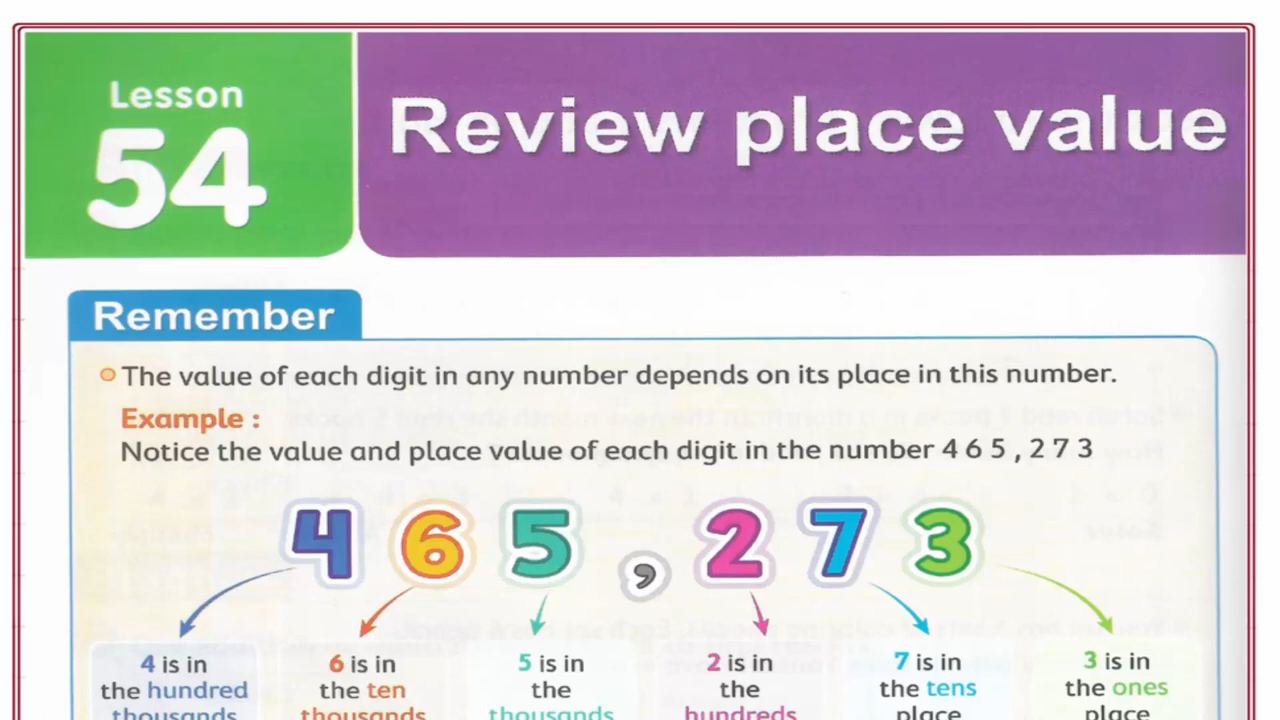 Lesson
54
Review place value
Remember
The value of each digit in any number depends on its place in this number.
Example :
Notice the value and place value of each digit in the number 4 6 5 , 2 7 3
4 6 5 , 2 7 3
4 is in
the hundred
thousands
6 is in
the ten
thousands
5 is in
the
thousands
2 is in
the
hundreds
7 is in
the tens
place
3 is in
the ones
place